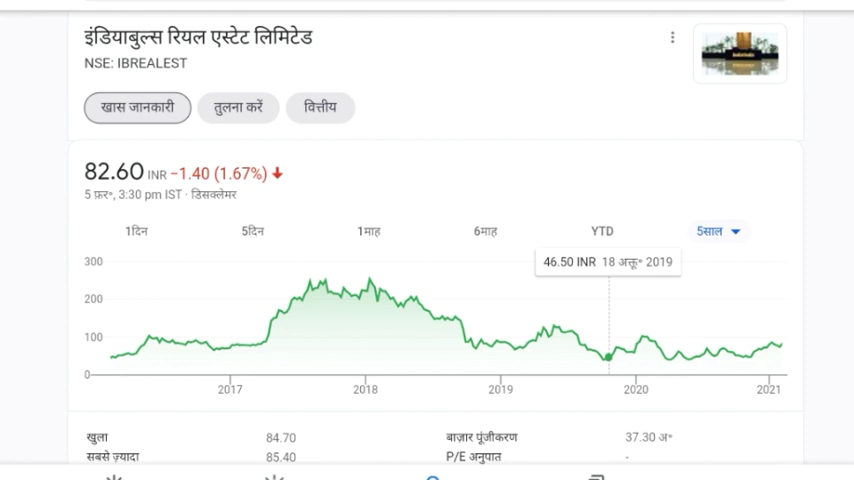 इंडियाबुल्स रियल एस्टेट लिमिटेड
NSE: IBREALEST
खास जानकारी तुलना करें वित्तीय
82.60 INR −1.40 (1.67%)
5 फ़र॰, 3:30 pm IST · डिसक्लेमर
1दिन 5दिन 1माह 6माह YTD 5साल
46.50 INR 18 अक्तू॰ 2019
300
200
100
0
2017 2018 2019 2020 2021
खुला 84.70 बाज़ार पूंजीकरण 37.30 अ॰
सबसे ज़्यादा 85.40 P/E अनुपात -